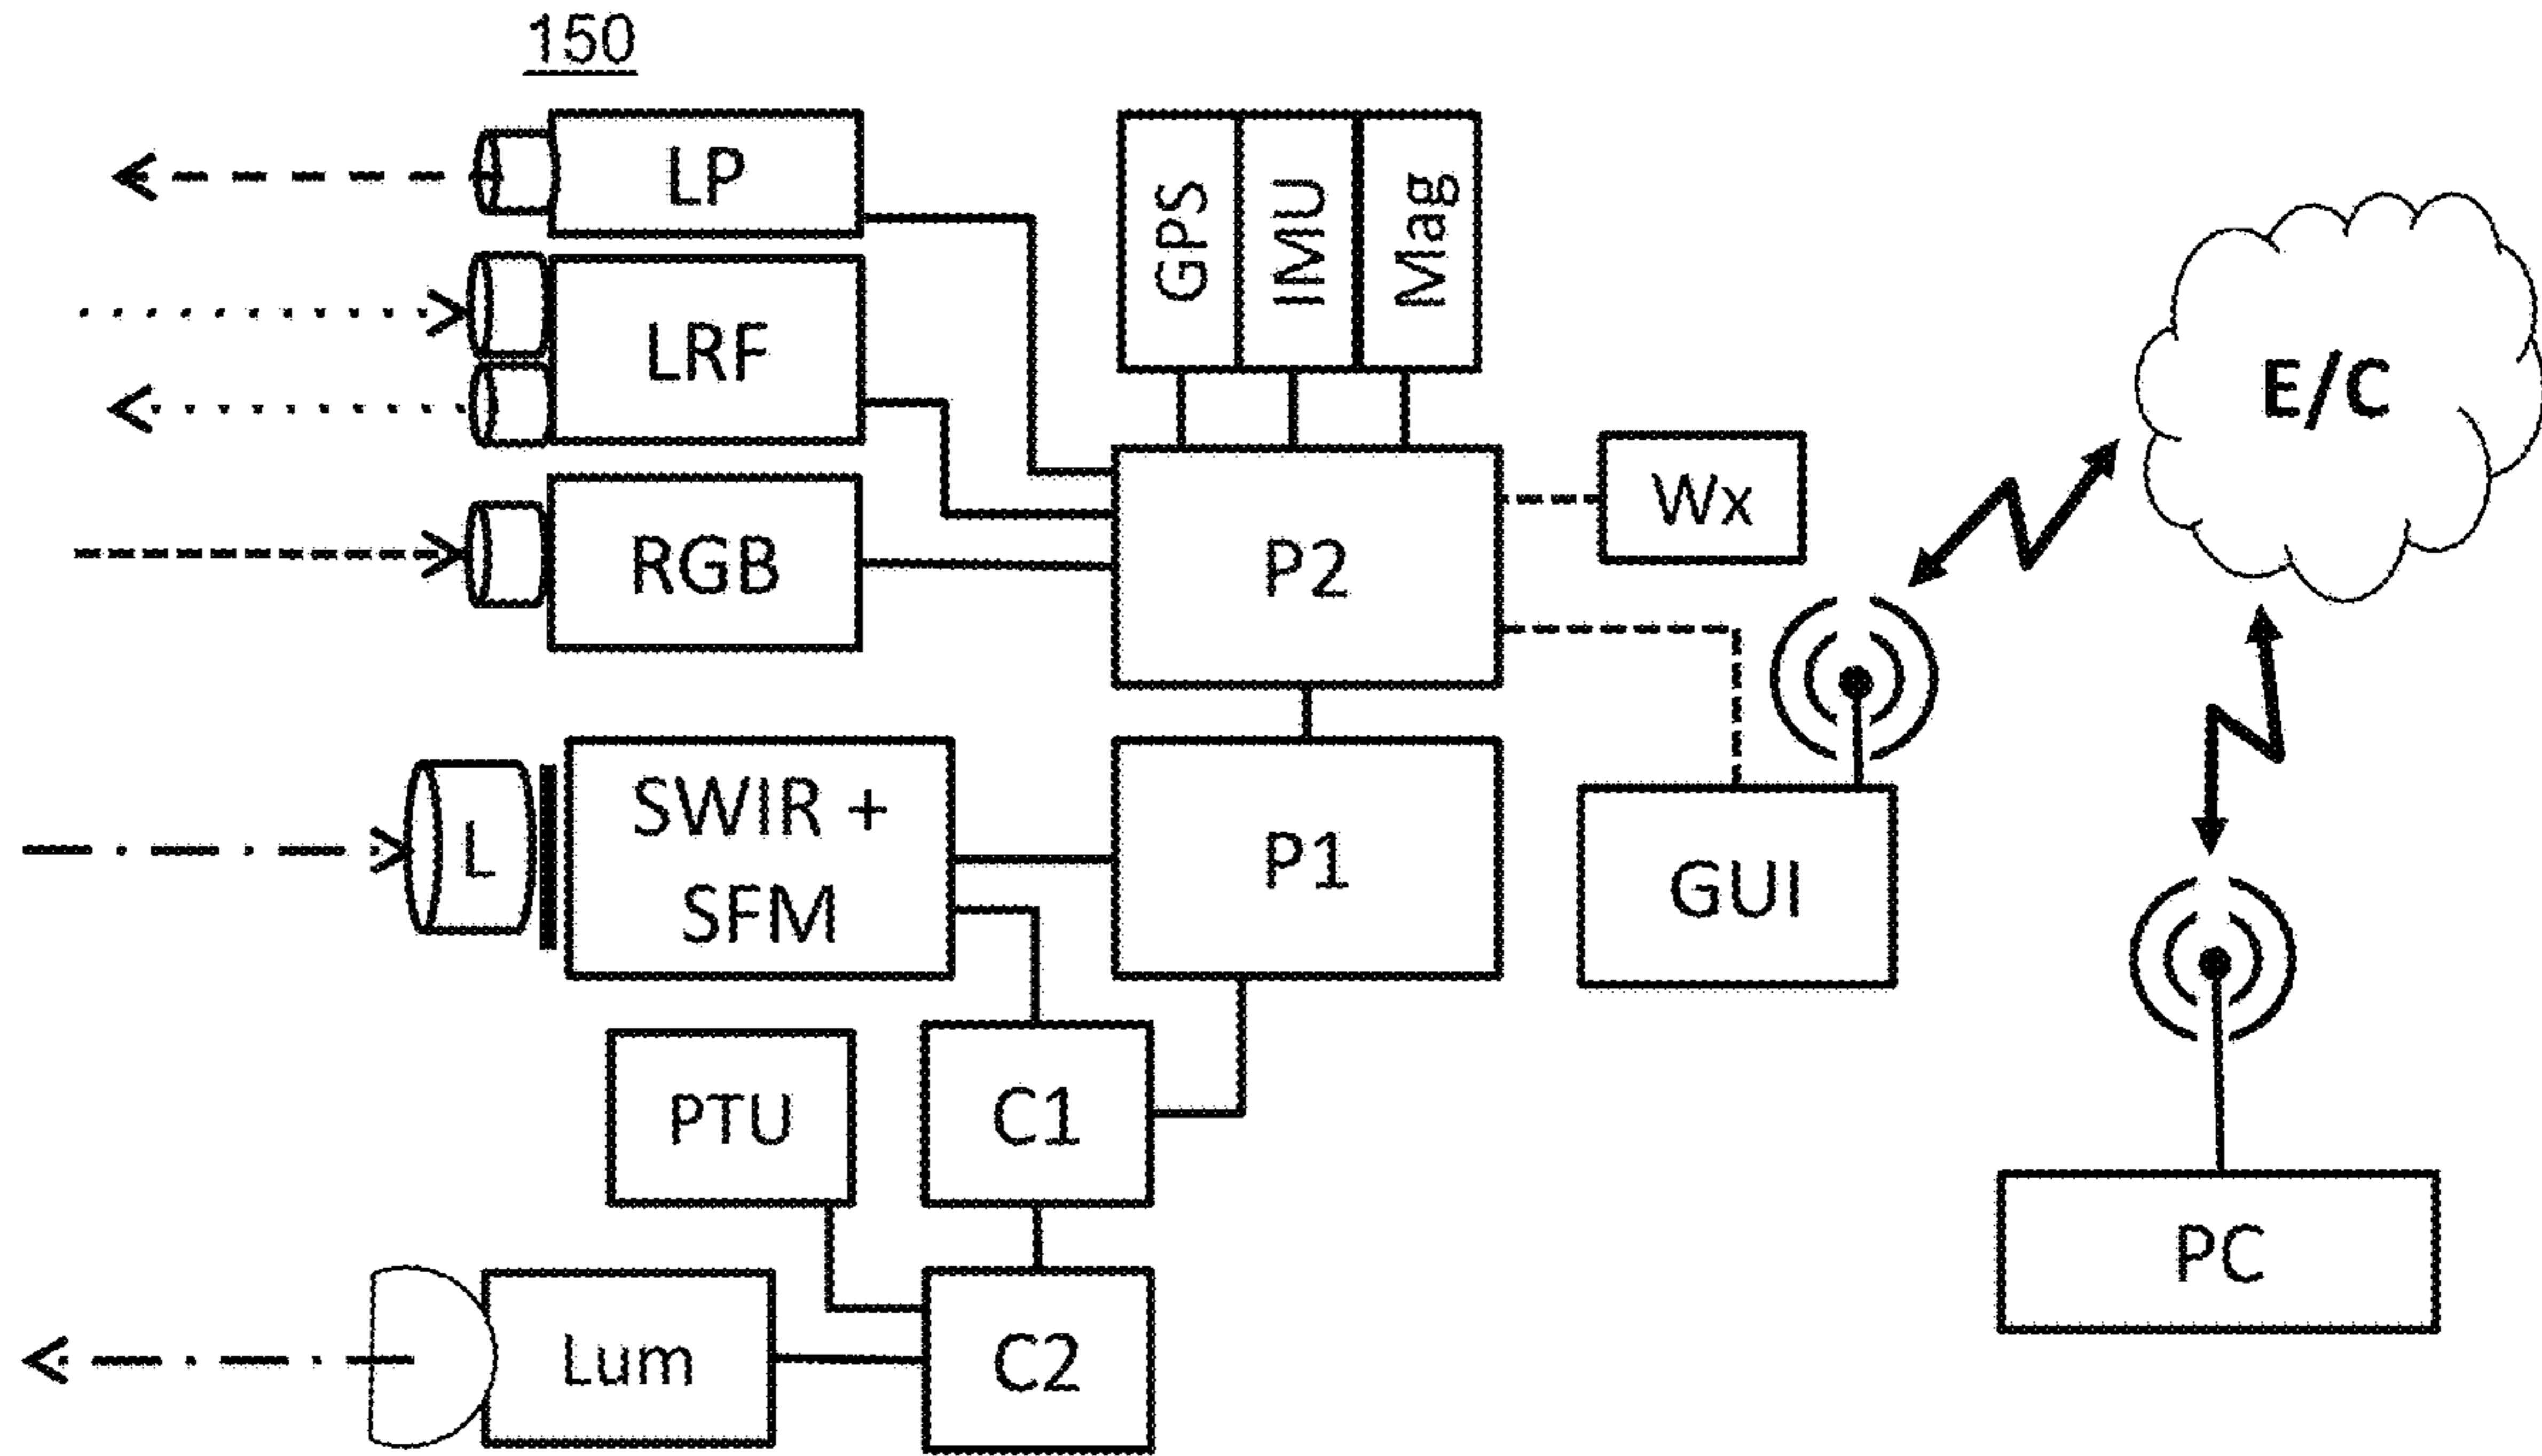 150
LP
GPS
IMU
Mag
LRF
E/C
Wx
RGB
P2
L
SWIR +
SFM
P1
GUI
PTU
C1
PC
Lum
C2